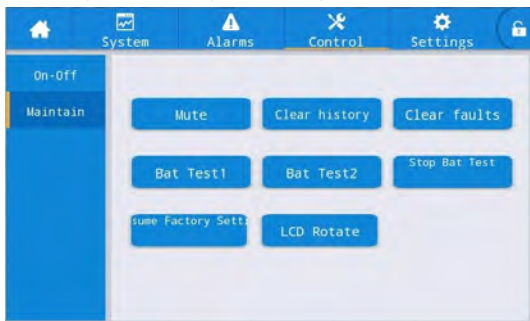 System Alarms Control Settings
On-Off
Maintain
Mute Clear history Clear faults
Bat Test1 Bat Test2 Stop Bat Test
sume Factory Setti LCD Rotate